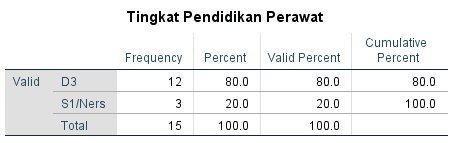 Tingkat Pendidikan Perawat
Frequency Percent Valid Percent Cumulative Percent
Valid D3 12 80.0 80.0 80.0
S1/Ners 3 20.0 20.0 100.0
Total 15 100.0 100.0